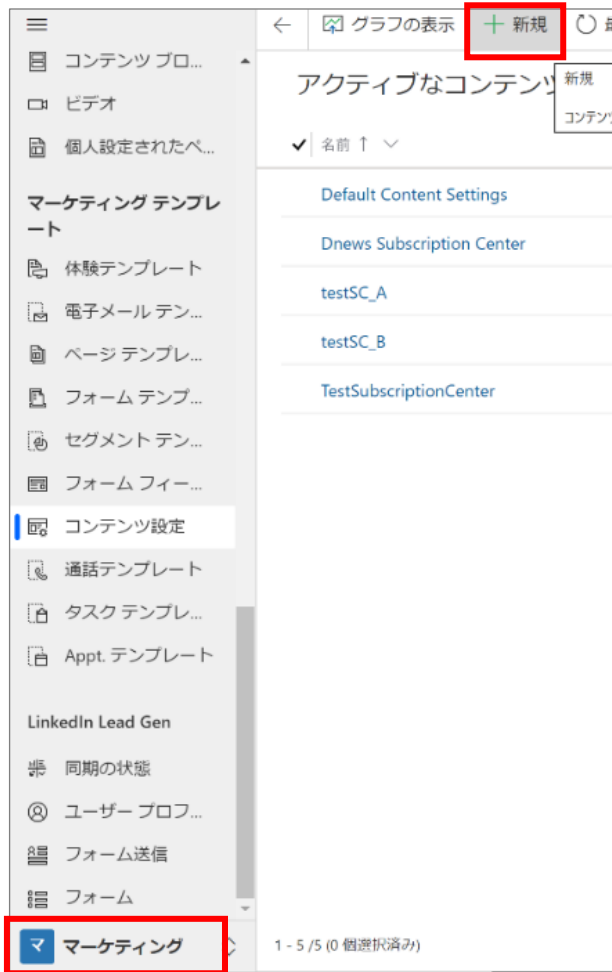 コンテンツ ブロ...
ビデオ
個人設定されたペ...
マーケティング テンプレ
ート
体験テンプレート
電子メール テン...
ページ テンプレ...
フォーム テンプ...
セグメント テン...
フォーム フィー...
コンテンツ設定
通話テンプレート
タスク テンプレ...
Appt. テンプレート
LinkedIn Lead Gen
同期の状態
ユーザー プロフ...
フォーム送信
フォーム
マ マーケティング
グラフの表示 新規
アクティブなコンテンツ
新規
コンテンツ
名前
Default Content Settings
Dnews Subscription Center
testSC_A
testSC_B
TestSubscriptionCenter
1 - 5 /5 (0 個選択済み)